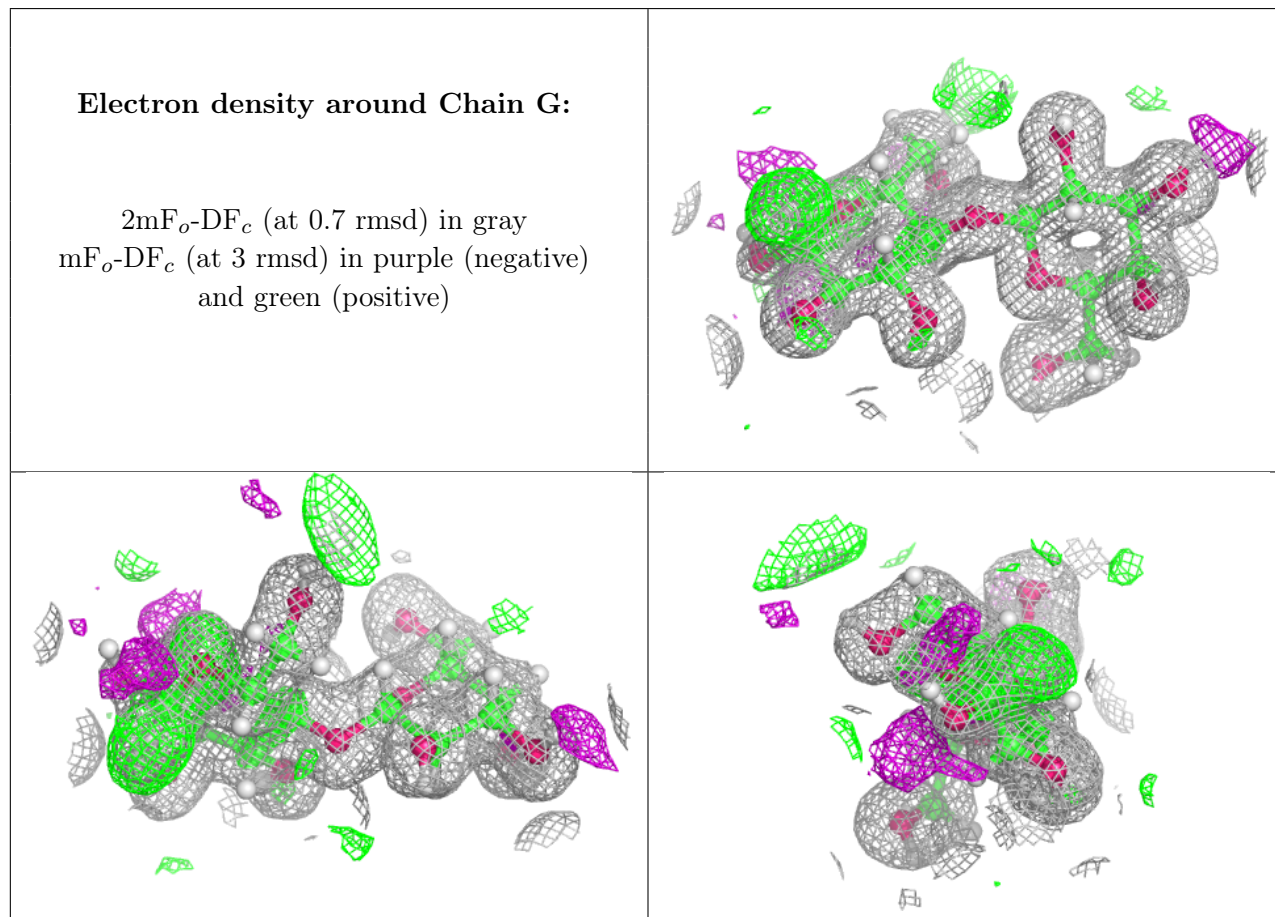 Electron density around Chain G:
2mFo-DFc (at 0.7 rmsd) in gray
mFo-DFc (at 3 rmsd) in purple (negative)
and green (positive)